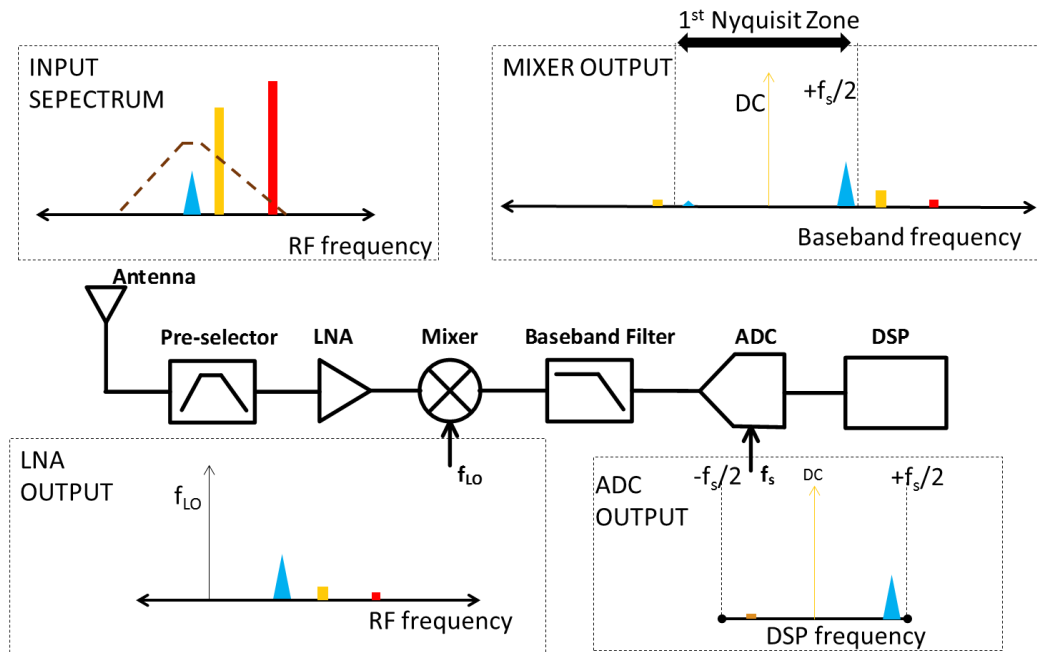 1st Nyquisit Zone
INPUT
SEPECTRUM
RF frequency
MIXER OUTPUT
DC
+fs/2
Baseband frequency
Antenna
Pre-selector
LNA
Mixer
Baseband Filter
ADC
DSP
fLO
fs
LNA
OUTPUT
fLO
RF frequency
ADC
OUTPUT
-fs/2
DC
+fs/2
DSP frequency